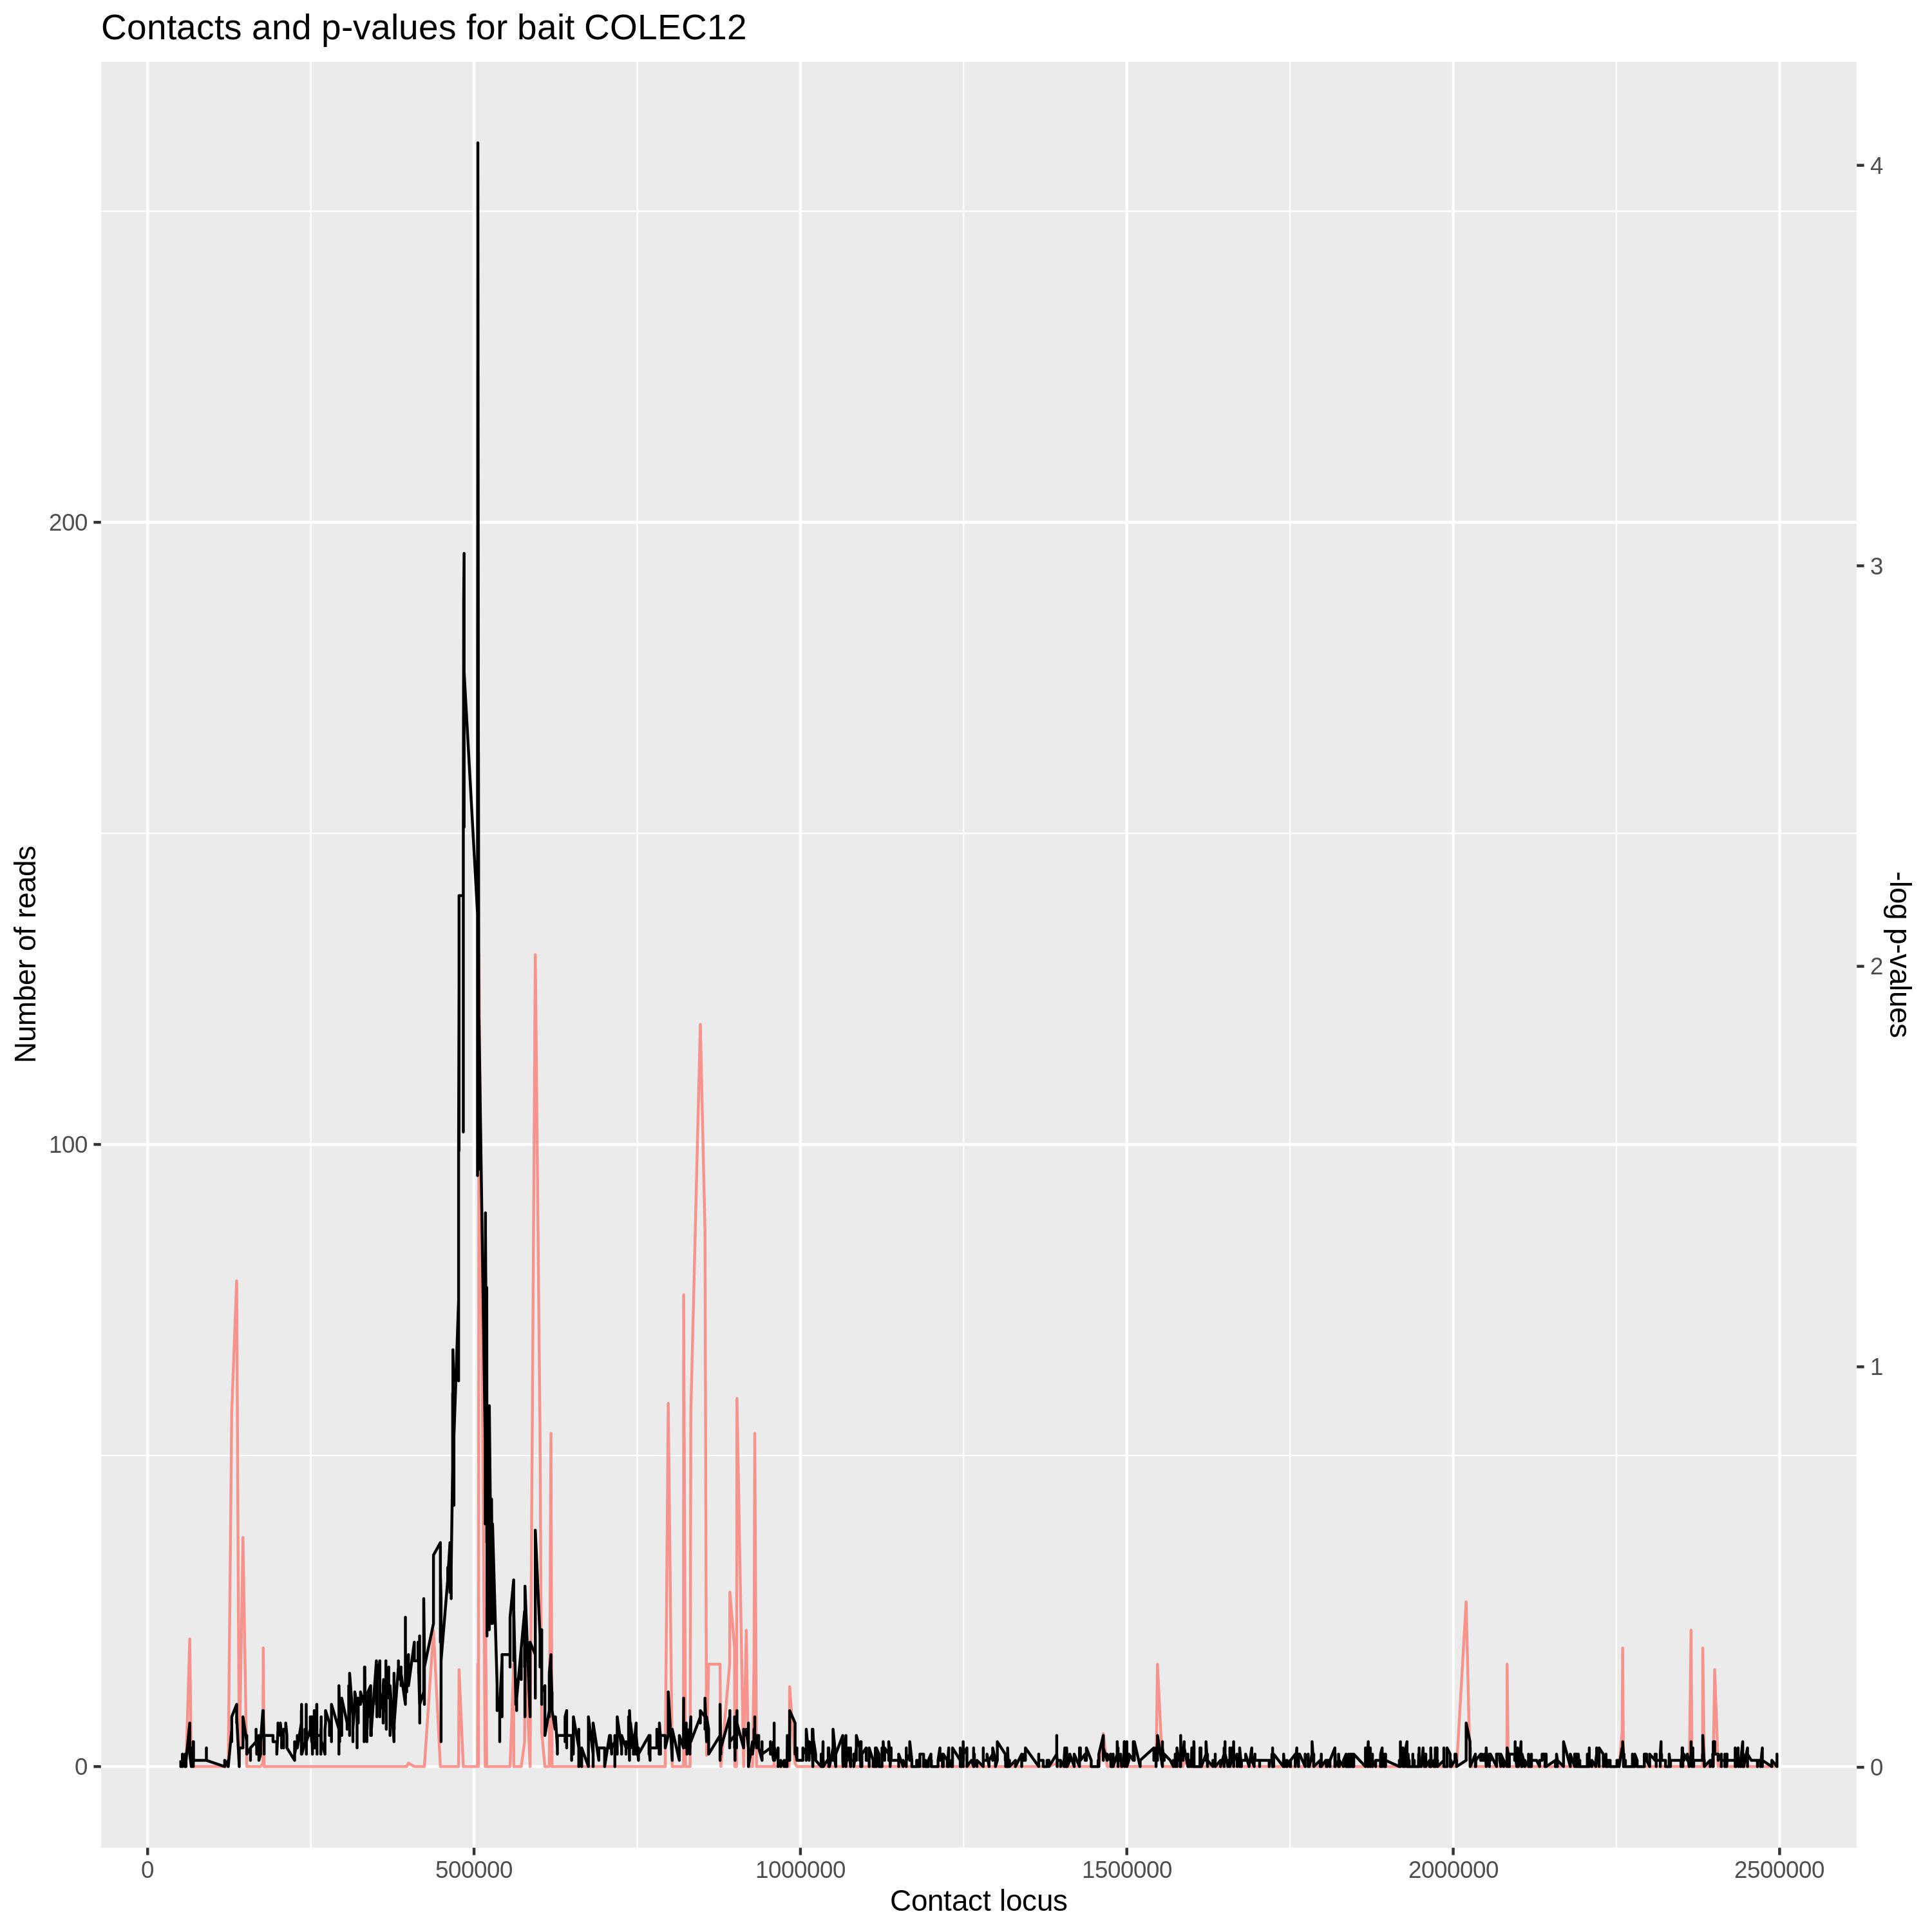 Contacts and p-values for bait COLEC12
Number of reads
200
100
0
4
3
2
1
0
-log p-values
0 500000 1000000 1500000 2000000 2500000
Contact locus